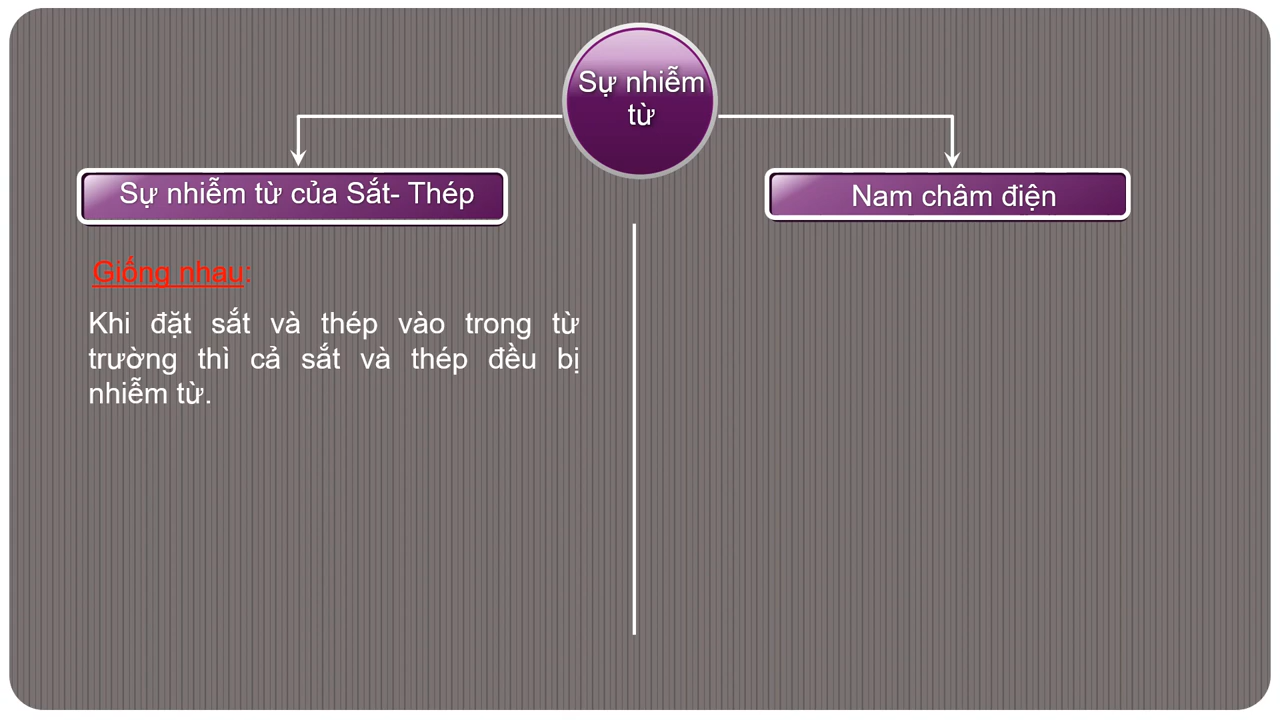 Sự nhiễm
từ
Sự nhiễm từ của Sắt- Thép
Nam châm điện
Giống nhau:
Khi đặt sắt và thép vào trong từ
trường thì cả sắt và thép đều bị
nhiễm từ.